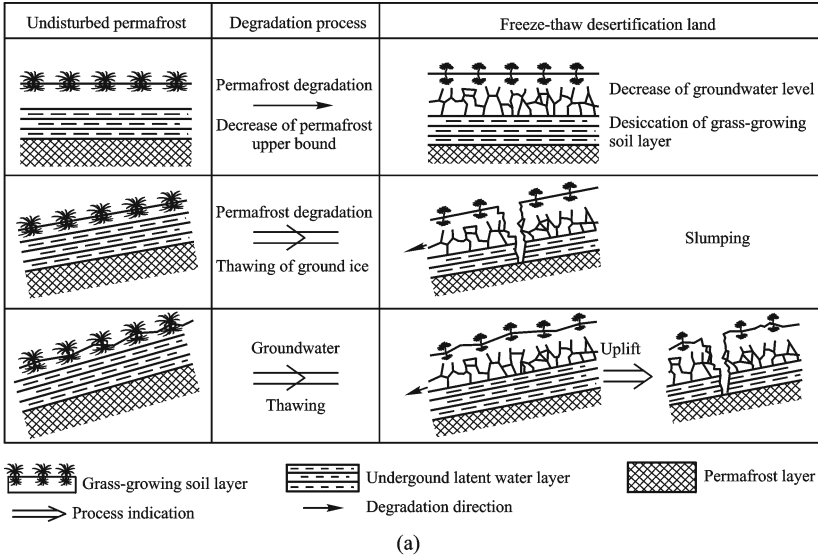 Undisturbed permafrost
Degradation process
Freeze-thaw desertification land
Permafrost degradation
Decrease of permafrost
upper bound
Decrease of groundwater level
Desiccation of grass-growing
soil layer
Permafrost degradation
Thawing of ground ice
Slumping
Groundwater
Thawing
Uplift
Grass-growing soil layer
Undergound latent water layer
Permafrost layer
Process indication
Degradation direction
(a)